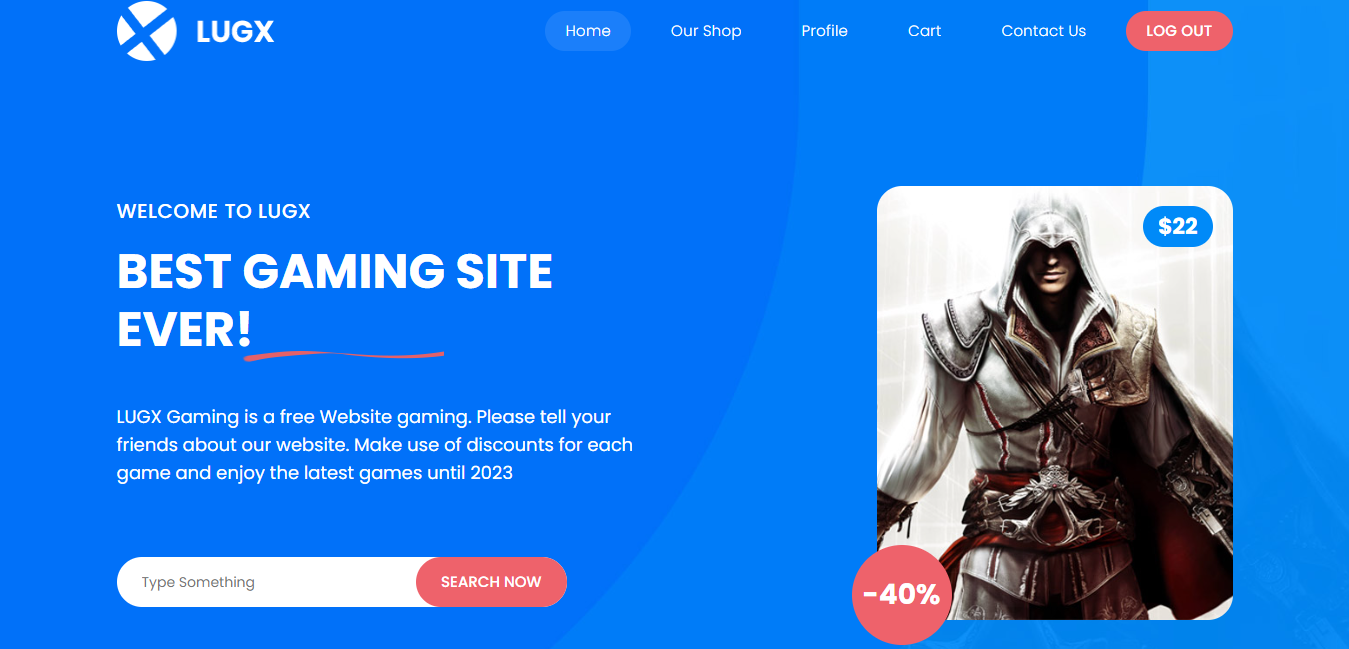 LUGX
Home
Our Shop
Profile
Cart
Contact Us
LOG OUT
WELCOME TO LUGX
BEST GAMING SITE
EVER!
LUGX Gaming is a free Website gaming. Please tell your
friends about our website. Make use of discounts for each
game and enjoy the latest games until 2023
Type Something
SEARCH NOW
$22
-40%